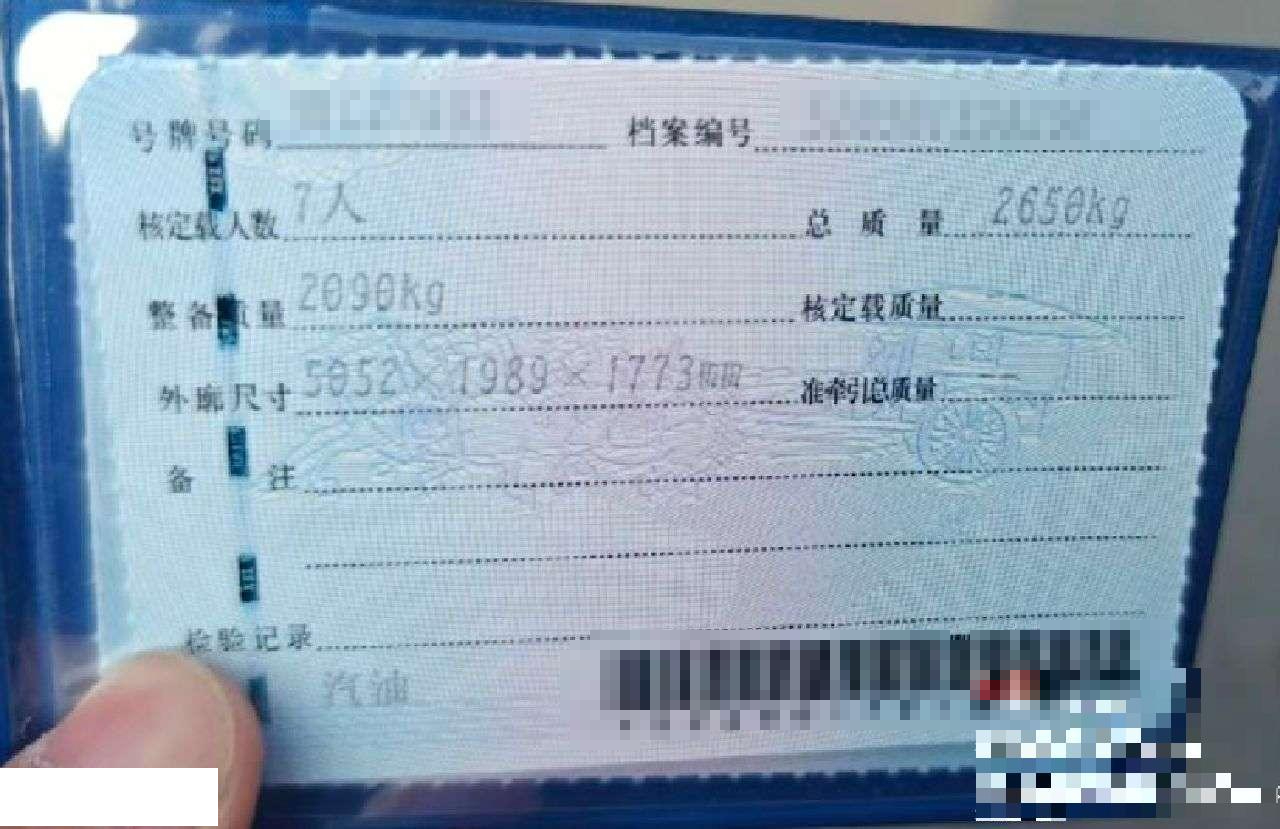 号牌号码 档案编号
核定载人数 7人 总质量 2650kg
整备质量 2090kg 核定载质量
外廓尺寸 5052×1989×1773mm 准牵引总质量
备注
检验记录
汽油